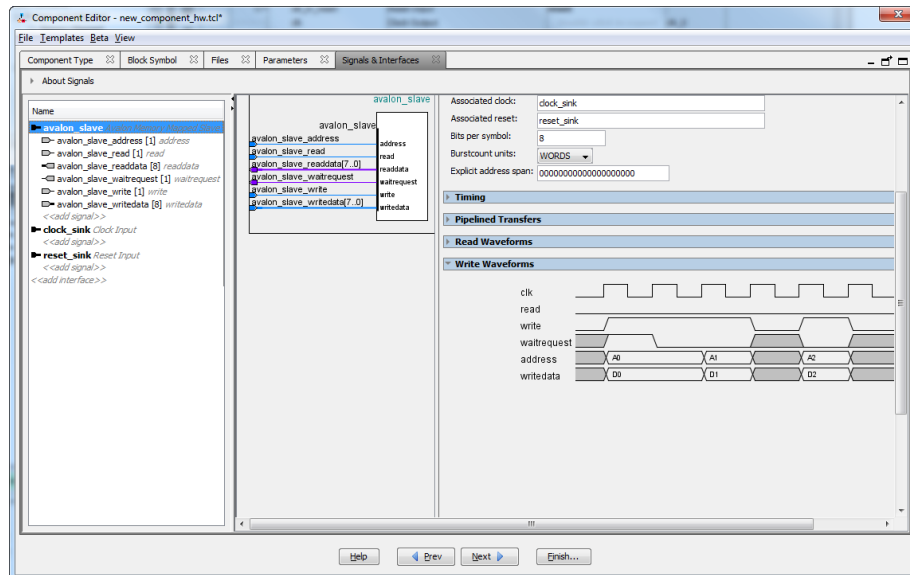 Component Editor - new_component_hw.tcl*
File Templates Beta View
Component Type Block Symbol Files Parameters Signals & Interfaces
About Signals
Name
avalon_slave
avalon_slave_address [1] address
avalon_slave_read [1] read
avalon_slave_readdata [8] readdata
avalon_slave_waitrequest [1] waitrequest
avalon_slave_write [1] write
avalon_slave_writedata [8] writedata
<<add signal>>
clock_sink Clock Input
<<add signal>>
reset_sink Reset Input
<<add signal>>
<<add interface>>
avalon_slave
avalon_slave
avalon_slave_address
address
avalon_slave_read
read
avalon_slave_readdata[7..0]
readdata
avalon_slave_waitrequest
waitrequest
avalon_slave_write
write
avalon_slave_writedata[7..0]
writedata
Associated clock: clock_sink
Associated reset: reset_sink
Bits per symbol: 8
Burstcount units: WORDS
Explicit address span: 00000000000000000000
Timing
Pipelined Transfers
Read Waveforms
Write Waveforms
clk
read
write
waitrequest
address A0 A1 A2
writedata D0 D1 D2
Help Prev Next Finish...